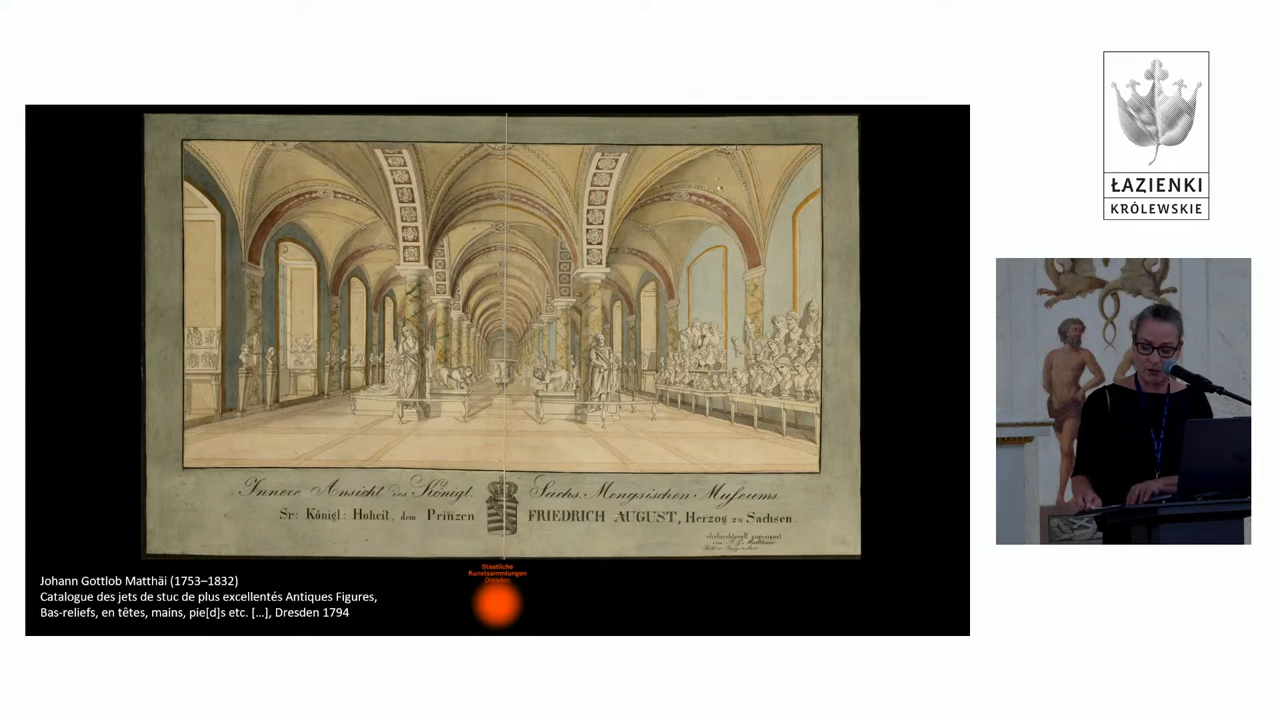 ŁAZIENKI
KRÓLEWSKIE
Innere Ansicht des Königl. Sächs. Mengsischen Museums.
Sr: Königl: Hoheit, dem Prinzen FRIEDRICH AUGUST, Herzog zu Sachsen.
ehrfurchtsvoll zugeeignet
Staatliche
Kunstsammlungen
Dresden
Johann Gottlob Matthäi (1753–1832)
Catalogue des jets de stuc de plus excellentés Antiques Figures,
Bas-reliefs, en têtes, mains, pie[d]s etc. […], Dresden 1794